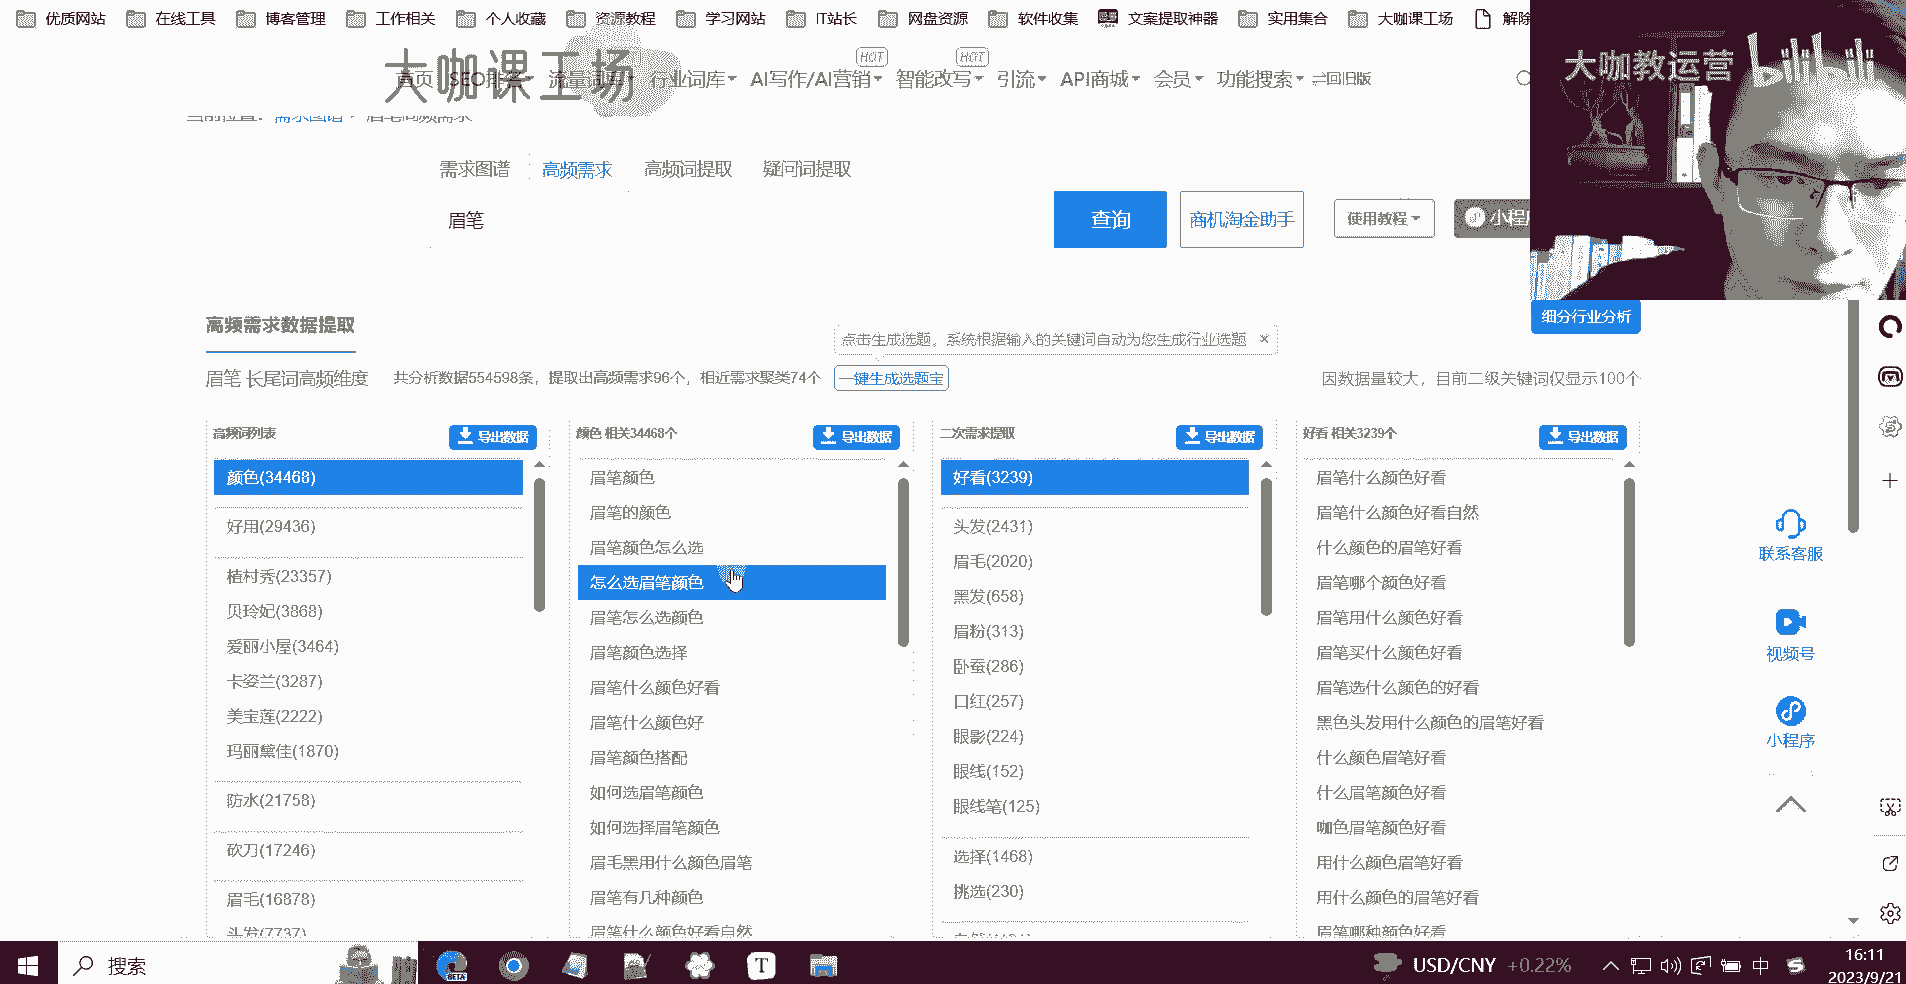 优质网站 在线工具 博客管理 工作相关 个人收藏 资源教程 学习网站 IT站长 网盘资源 软件收集 文案提取神器 实用集合 大咖课工场 解除
大咖课工场
大咖教运营 bilibili
首页 SEO排名 流量词库 行业词库 AI写作/AI营销 HOT 智能改写 HOT 引流 API商城 会员 功能搜索 回旧版
当前位置： 需求图谱 > 眉笔高频需求
需求图谱 高频需求 高频词提取 疑问词提取
眉笔 查询 商机淘金助手 使用教程 小程
细分行业分析
高频需求数据提取
点击生成选题，系统根据输入的关键词自动为您生成行业选题 ×
眉笔 长尾词高频维度 共分析数据554598条，提取出高频需求96个，相近需求聚类74个 一键生成选题宝 因数据量较大，目前二级关键词仅显示100个
高频词列表 导出数据
颜色(34468)
好用(29436)
植村秀(23357)
贝玲妃(3868)
爱丽小屋(3464)
卡姿兰(3287)
美宝莲(2222)
玛丽黛佳(1870)
防水(21758)
砍刀(17246)
眉毛(16878)
头发(7737)
颜色 相关34468个 导出数据
眉笔颜色
眉笔的颜色
眉笔颜色怎么选
怎么选眉笔颜色
眉笔怎么选颜色
眉笔颜色选择
眉笔什么颜色好看
眉笔什么颜色好
眉笔颜色搭配
如何选眉笔颜色
如何选择眉笔颜色
眉毛黑用什么颜色眉笔
眉笔有几种颜色
眉笔什么颜色好看自然
二次需求提取 导出数据
好看(3239)
头发(2431)
眉毛(2020)
黑发(658)
眉粉(313)
卧蚕(286)
口红(257)
眼影(224)
眼线(152)
眼线笔(125)
选择(1468)
挑选(230)
好看 相关3239个 导出数据
眉笔什么颜色好看
眉笔什么颜色好看自然
什么颜色的眉笔好看
眉笔哪个颜色好看
眉笔用什么颜色好看
眉笔买什么颜色好看
眉笔选什么颜色的好看
黑色头发用什么颜色的眉笔好看
什么颜色眉笔好看
什么眉笔颜色好看
咖色眉笔颜色好看
用什么颜色眉笔好看
用什么颜色的眉笔好看
眉笔哪种颜色好看
联系客服
视频号
小程序
搜索 BETA T USD/CNY +0.22% 中 16:11
2023/9/21